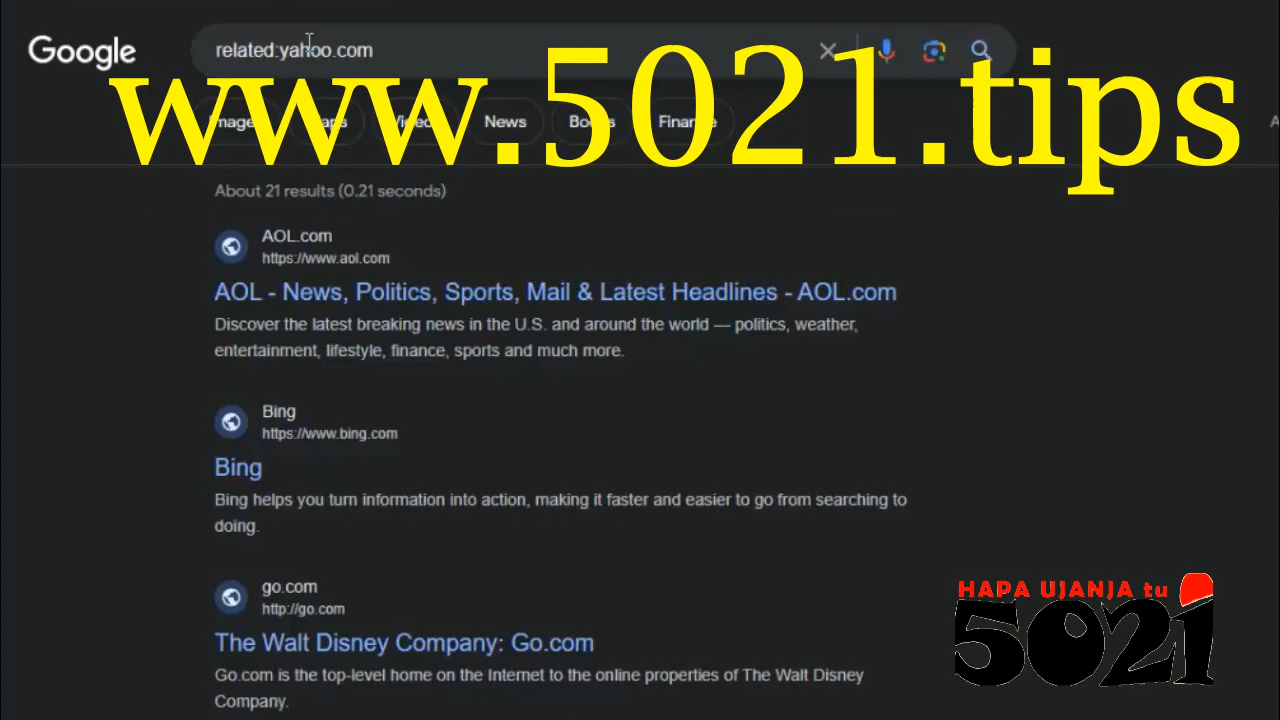 Google
related:yahoo.com
www.5021.tips
Images Maps Videos News Books Finance
About 21 results (0.21 seconds)
AOL.com
https://www.aol.com
AOL - News, Politics, Sports, Mail & Latest Headlines - AOL.com
Discover the latest breaking news in the U.S. and around the world — politics, weather,
entertainment, lifestyle, finance, sports and much more.
Bing
https://www.bing.com
Bing
Bing helps you turn information into action, making it faster and easier to go from searching to
doing.
go.com
http://go.com
The Walt Disney Company: Go.com
Go.com is the top-level home on the Internet to the online properties of The Walt Disney
Company.
HAPA UJANJA tu
5021